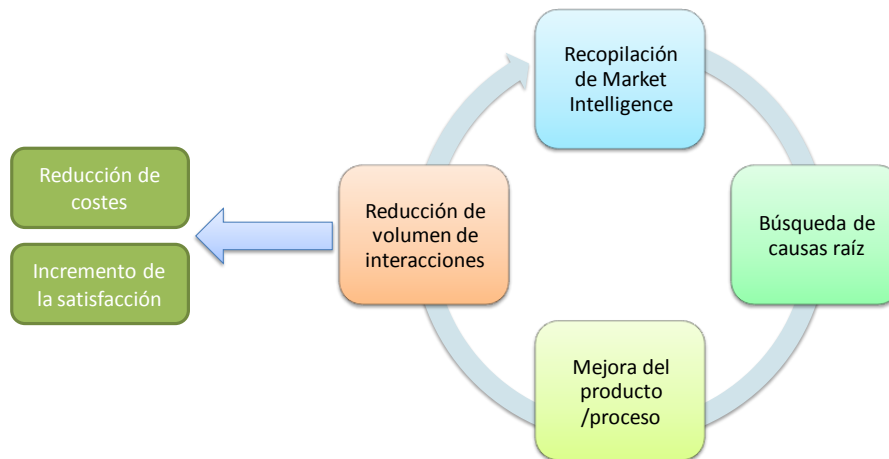 Recopilación
de Market
Intelligence
Reducción de
costes
Incremento de
la satisfacción
Reducción de
volumen de
interacciones
Búsqueda de
causas raíz
Mejora del
producto
/proceso